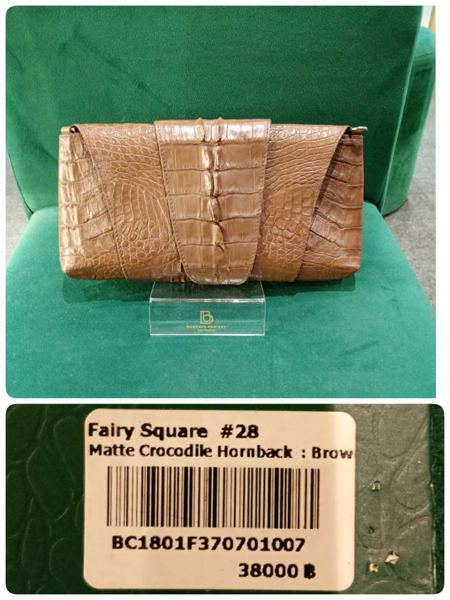 Fairy Square #28
Matte Crocodile Hornback : Brow
BC1801F370701007
38000 ฿